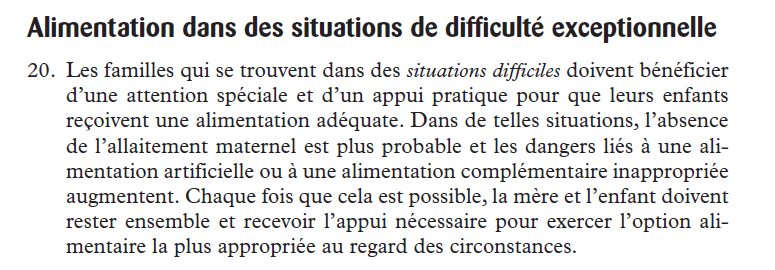 Alimentation dans des situations de difficulté exceptionnelle
20. Les familles qui se trouvent dans des situations difficiles doivent bénéficier
d’une attention spéciale et d’un appui pratique pour que leurs enfants
reçoivent une alimentation adéquate. Dans de telles situations, l’absence
de l’allaitement maternel est plus probable et les dangers liés à une ali-
mentation artificielle ou à une alimentation complémentaire inappropriée
augmentent. Chaque fois que cela est possible, la mère et l’enfant doivent
rester ensemble et recevoir l’appui nécessaire pour exercer l’option ali-
mentaire la plus appropriée au regard des circonstances.